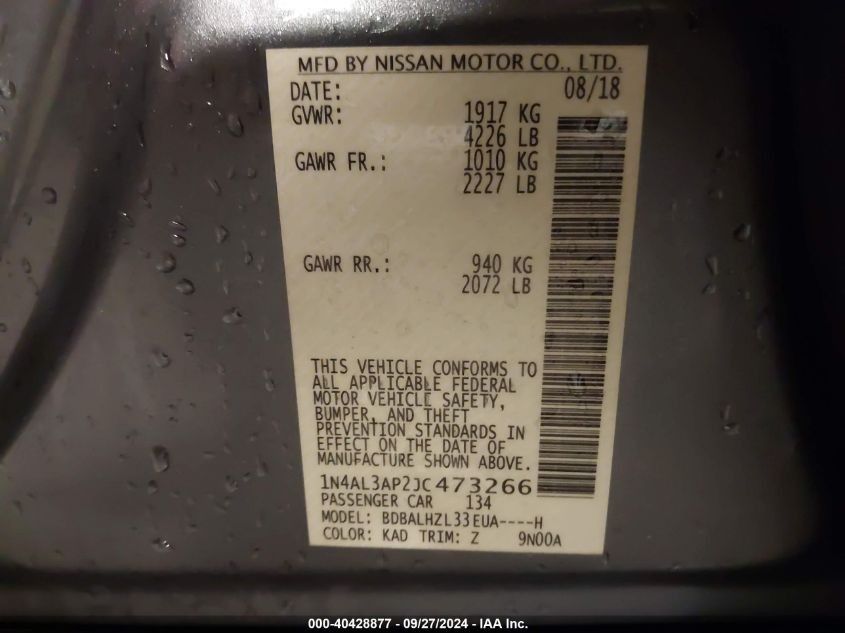 MFD BY NISSAN MOTOR CO., LTD.
DATE: 08/18
GVWR: 1917 KG
4226 LB
GAWR FR.: 1010 KG
2227 LB
GAWR RR.: 940 KG
2072 LB
THIS VEHICLE CONFORMS TO
ALL APPLICABLE FEDERAL
MOTOR VEHICLE SAFETY,
BUMPER, AND THEFT
PREVENTION STANDARDS IN
EFFECT ON THE DATE OF
MANUFACTURE SHOWN ABOVE.
1N4AL3AP2JC473266
PASSENGER CAR 134
MODEL: BDBALHZL33EUA----H
COLOR: KAD TRIM: Z 9N00A
000-40428877 - 09/27/2024 - IAAI Inc.